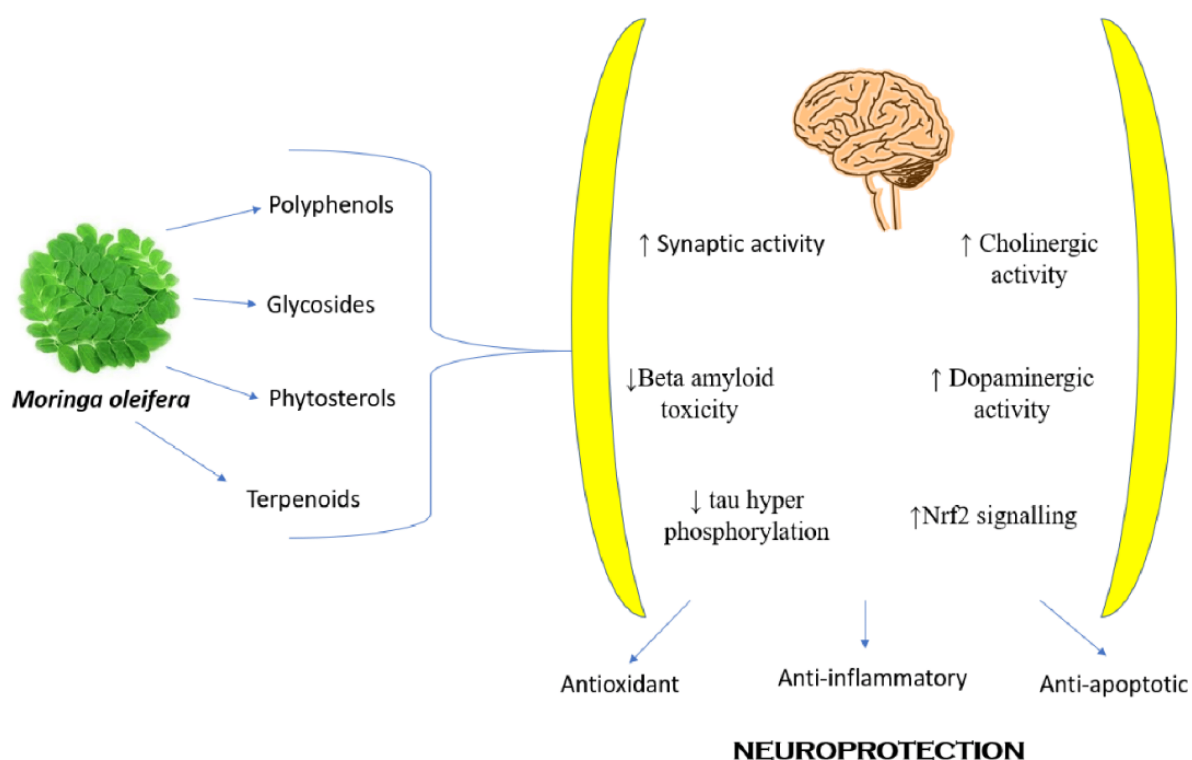 Polyphenols
Glycosides
Moringa oleifera
Phytosterols
Terpenoids
↑ Synaptic activity
↑ Cholinergic
activity
↓Beta amyloid
toxicity
↑ Dopaminergic
activity
↓ tau hyper
phosphorylation
↑Nrf2 signalling
Antioxidant
Anti-inflammatory
Anti-apoptotic
NEUROPROTECTION